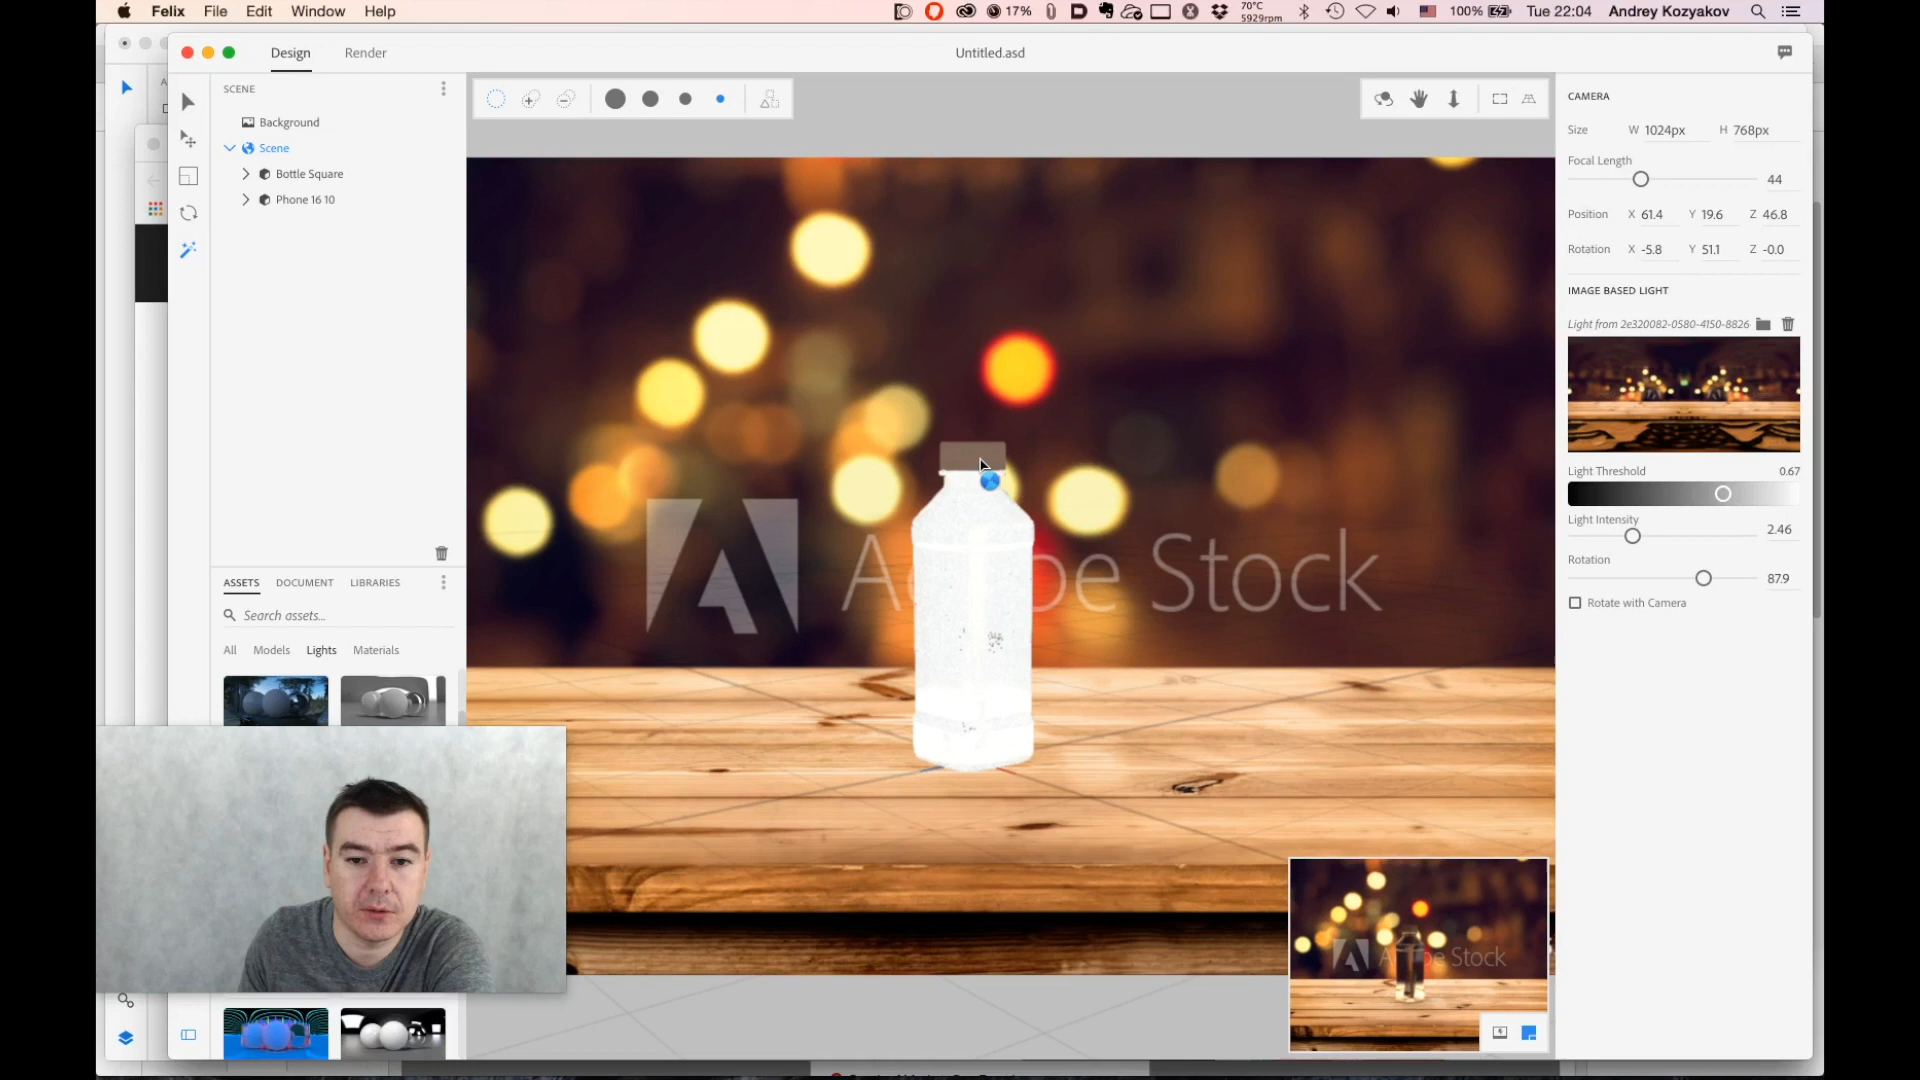 Felix File Edit Window Help
17% 70°C 5929rpm 100% Tue 22:04 Andrey Kozyakov
Design Render
Untitled.asd
SCENE
Background
Scene
Bottle Square
Phone 16 10
ASSETS DOCUMENT LIBRARIES
Search assets...
All Models Lights Materials
Adobe Stock
Adobe Stock
CAMERA
Size W 1024px H 768px
Focal Length
44
Position X 61.4 Y 19.6 Z 46.8
Rotation X -5.8 Y 51.1 Z -0.0
IMAGE BASED LIGHT
Light from 2e320082-0580-4150-8826
Light Threshold 0.67
Light Intensity
2.46
Rotation
87.9
Rotate with Camera